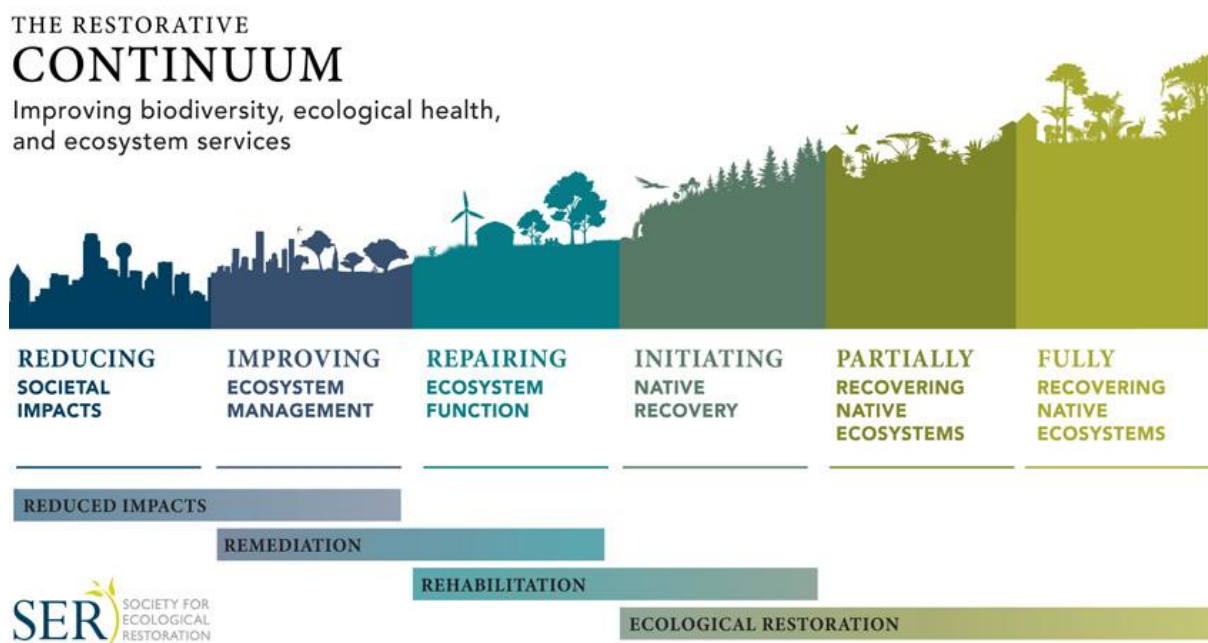 THE RESTORATIVE
CONTINUUM
Improving biodiversity, ecological health,
and ecosystem services
REDUCING
SOCIETAL
IMPACTS
IMPROVING
ECOSYSTEM
MANAGEMENT
REPAIRING
ECOSYSTEM
FUNCTION
INITIATING
NATIVE
RECOVERY
PARTIALLY
RECOVERING
NATIVE
ECOSYSTEMS
FULLY
RECOVERING
NATIVE
ECOSYSTEMS
REDUCED IMPACTS
REMEDIATION
REHABILITATION
ECOLOGICAL RESTORATION
SER
SOCIETY FOR
ECOLOGICAL
RESTORATION